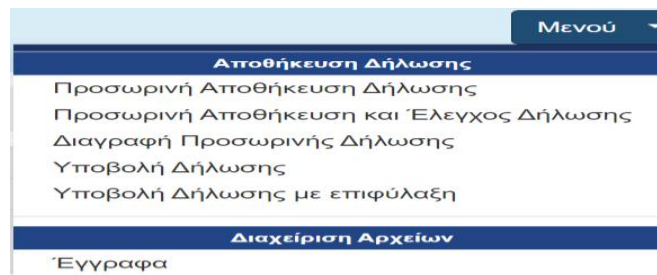 Μενού
Αποθήκευση Δήλωσης
Προσωρινή Αποθήκευση Δήλωσης
Προσωρινή Αποθήκευση και Έλεγχος Δήλωσης
Διαγραφή Προσωρινής Δήλωσης
Υποβολή Δήλωσης
Υποβολή Δήλωσης με επιφύλαξη
Διαχείριση Αρχείων
Έγγραφα